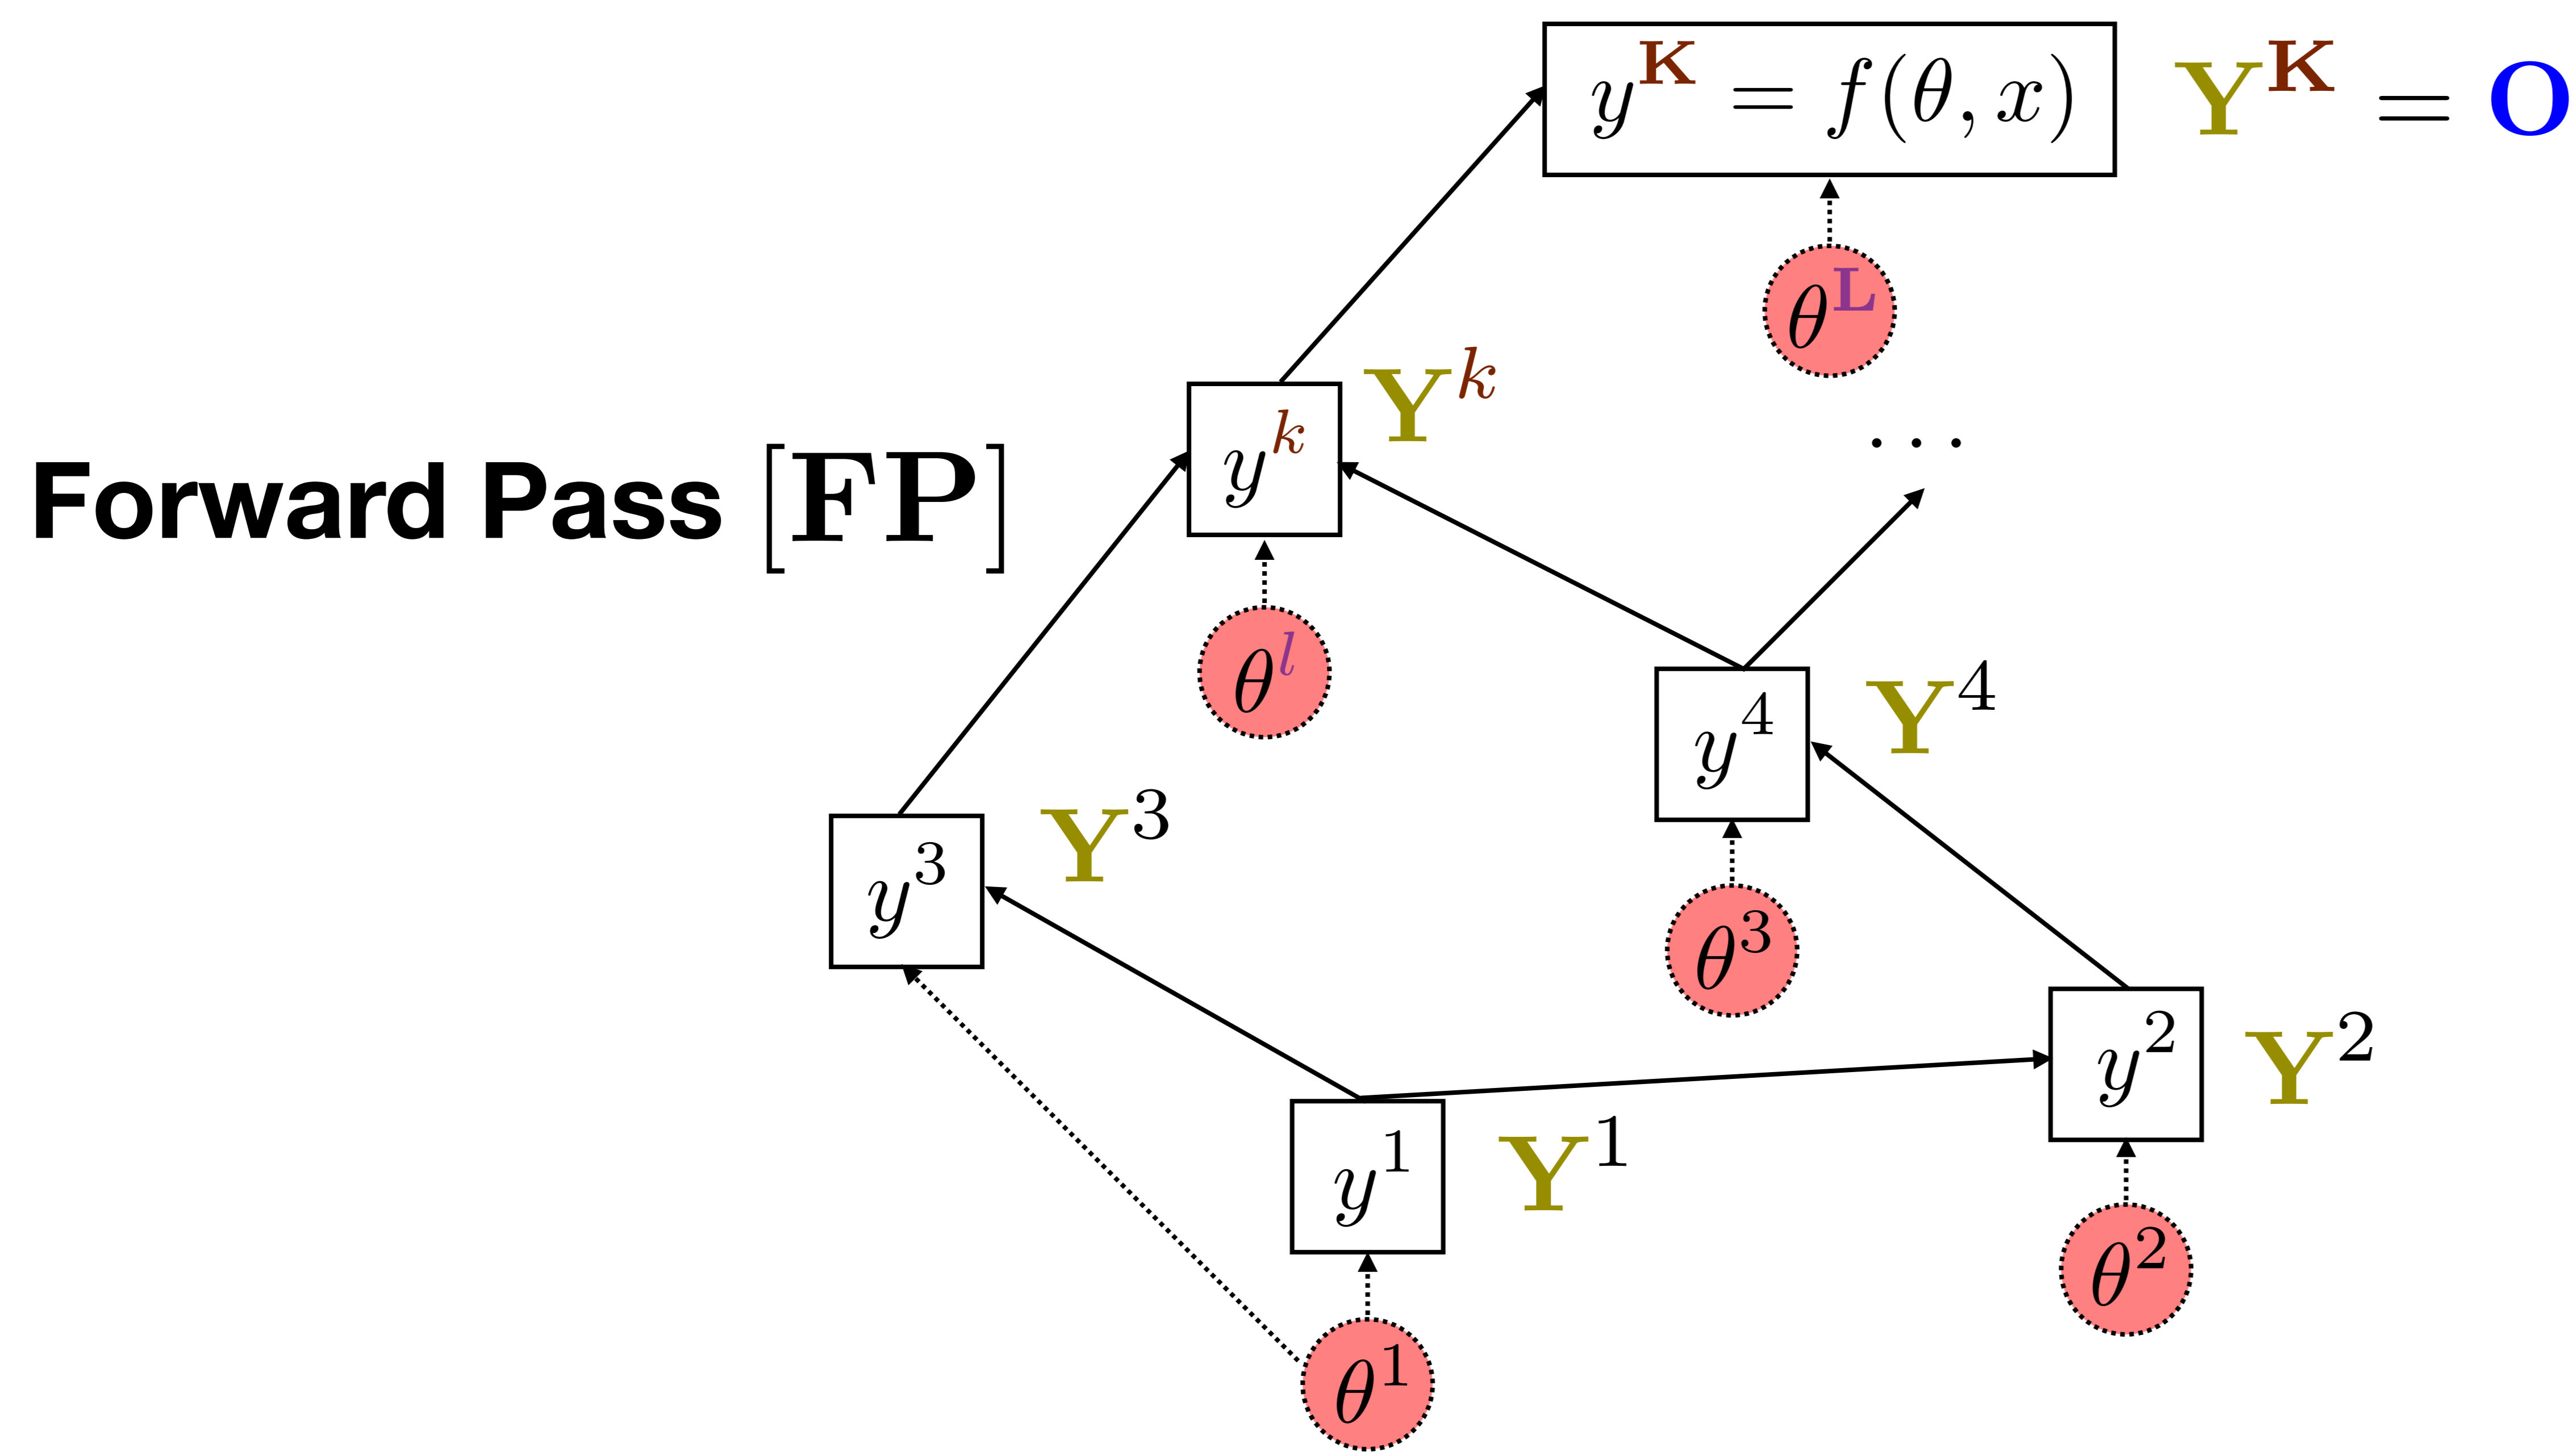 y^K = f(θ, x) Y^K = O
θ^L
y^k Y^k
...
Forward Pass [FP]
θ^l
y^4 Y^4
y^3 Y^3
θ^3
y^2 Y^2
y^1 Y^1
θ^2
θ^1